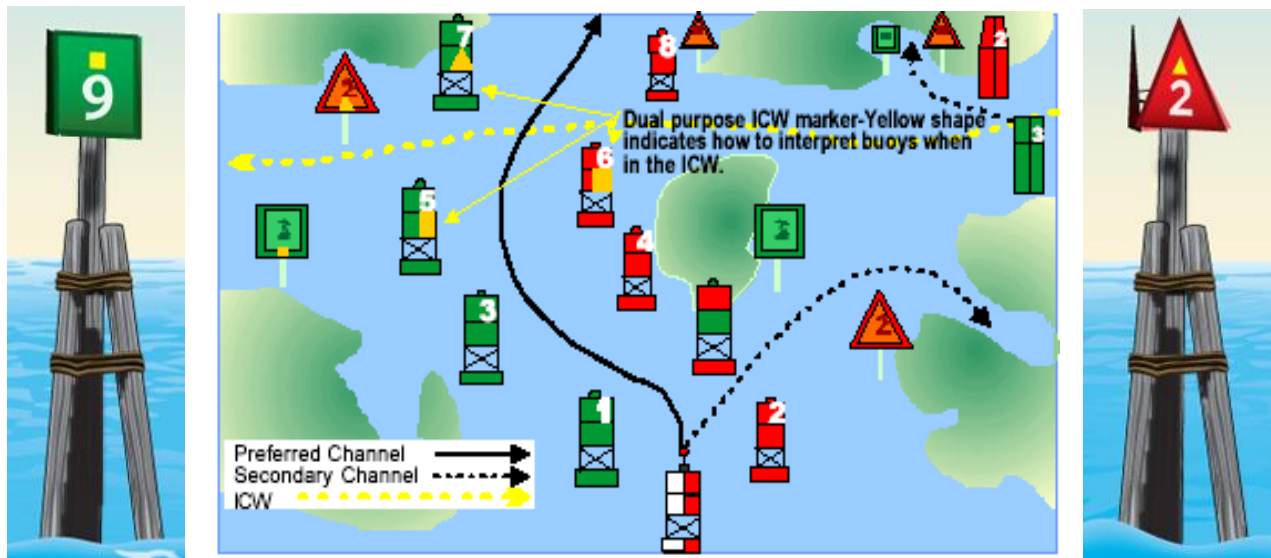 9
7
8
2
2
Dual purpose ICW marker-Yellow shape
indicates how to interpret buoys when
in the ICW.
3
6
5
4
3
2
1
2
Preferred Channel
Secondary Channel
ICW
2